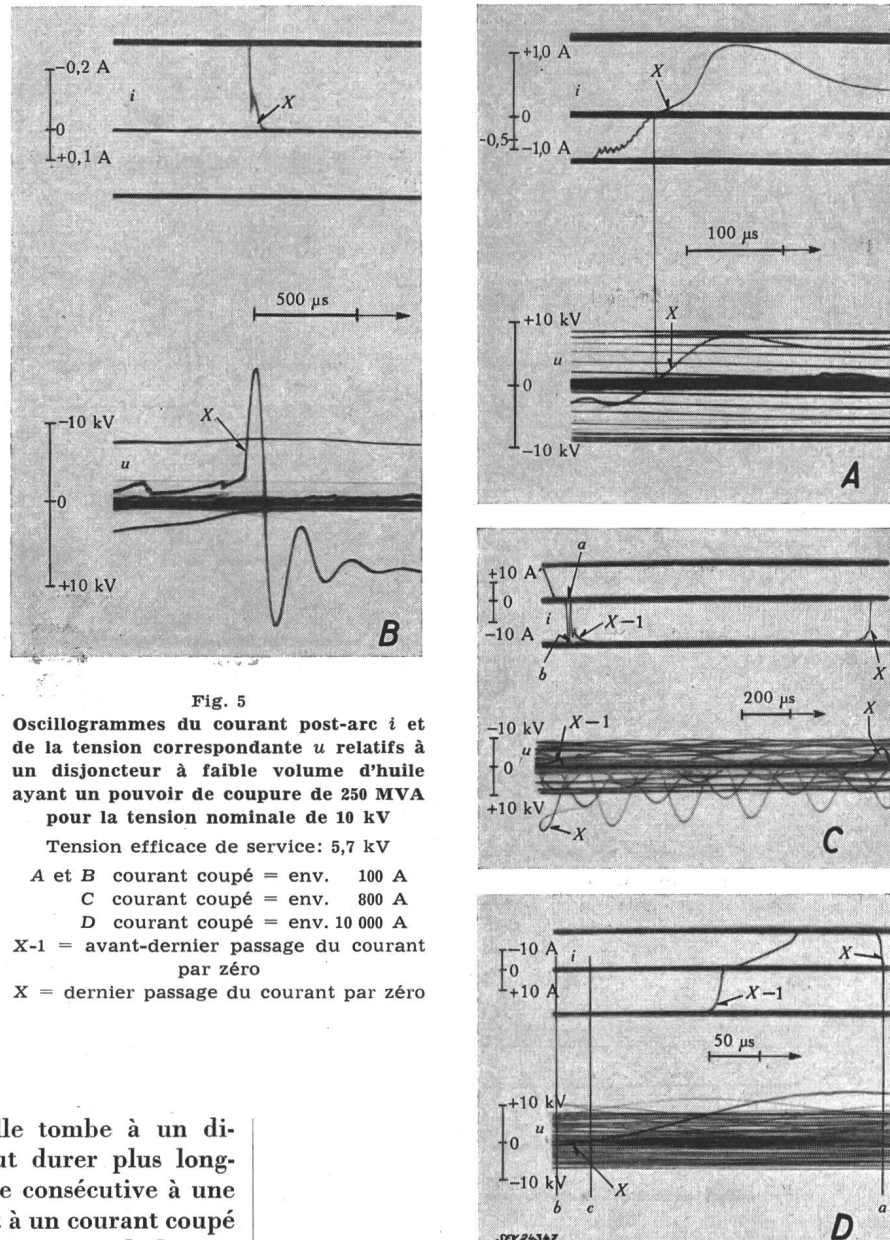 -0,2 A
i
X
0
+0,1 A
500 µs
-10 kV
X
u
0
+10 kV
B
+1,0 A
X
i
0
-0,5
-1,0 A
100 µs
+10 kV
X
u
0
-10 kV
A
a
+10 A
0
i
X-1
-10 A
b
X
200 µs
-10 kV
X-1
X
u
0
+10 kV
X
C
-10 A
i
X
0
+10 A
X-1
50 µs
+10 kV
u
0
X
-10 kV
b
c
a
D
Fig. 5
Oscillogrammes du courant post-arc i et
de la tension correspondante u relatifs à
un disjoncteur à faible volume d'huile
ayant un pouvoir de coupure de 250 MVA
pour la tension nominale de 10 kV
Tension efficace de service: 5,7 kV
A et B courant coupé = env. 100 A
C courant coupé = env. 800 A
D courant coupé = env. 10 000 A
X-1 = avant-dernier passage du courant
par zéro
X = dernier passage du courant par zéro
lle tombe à un di-
ut durer plus long-
e consécutive à une
à un courant coupé